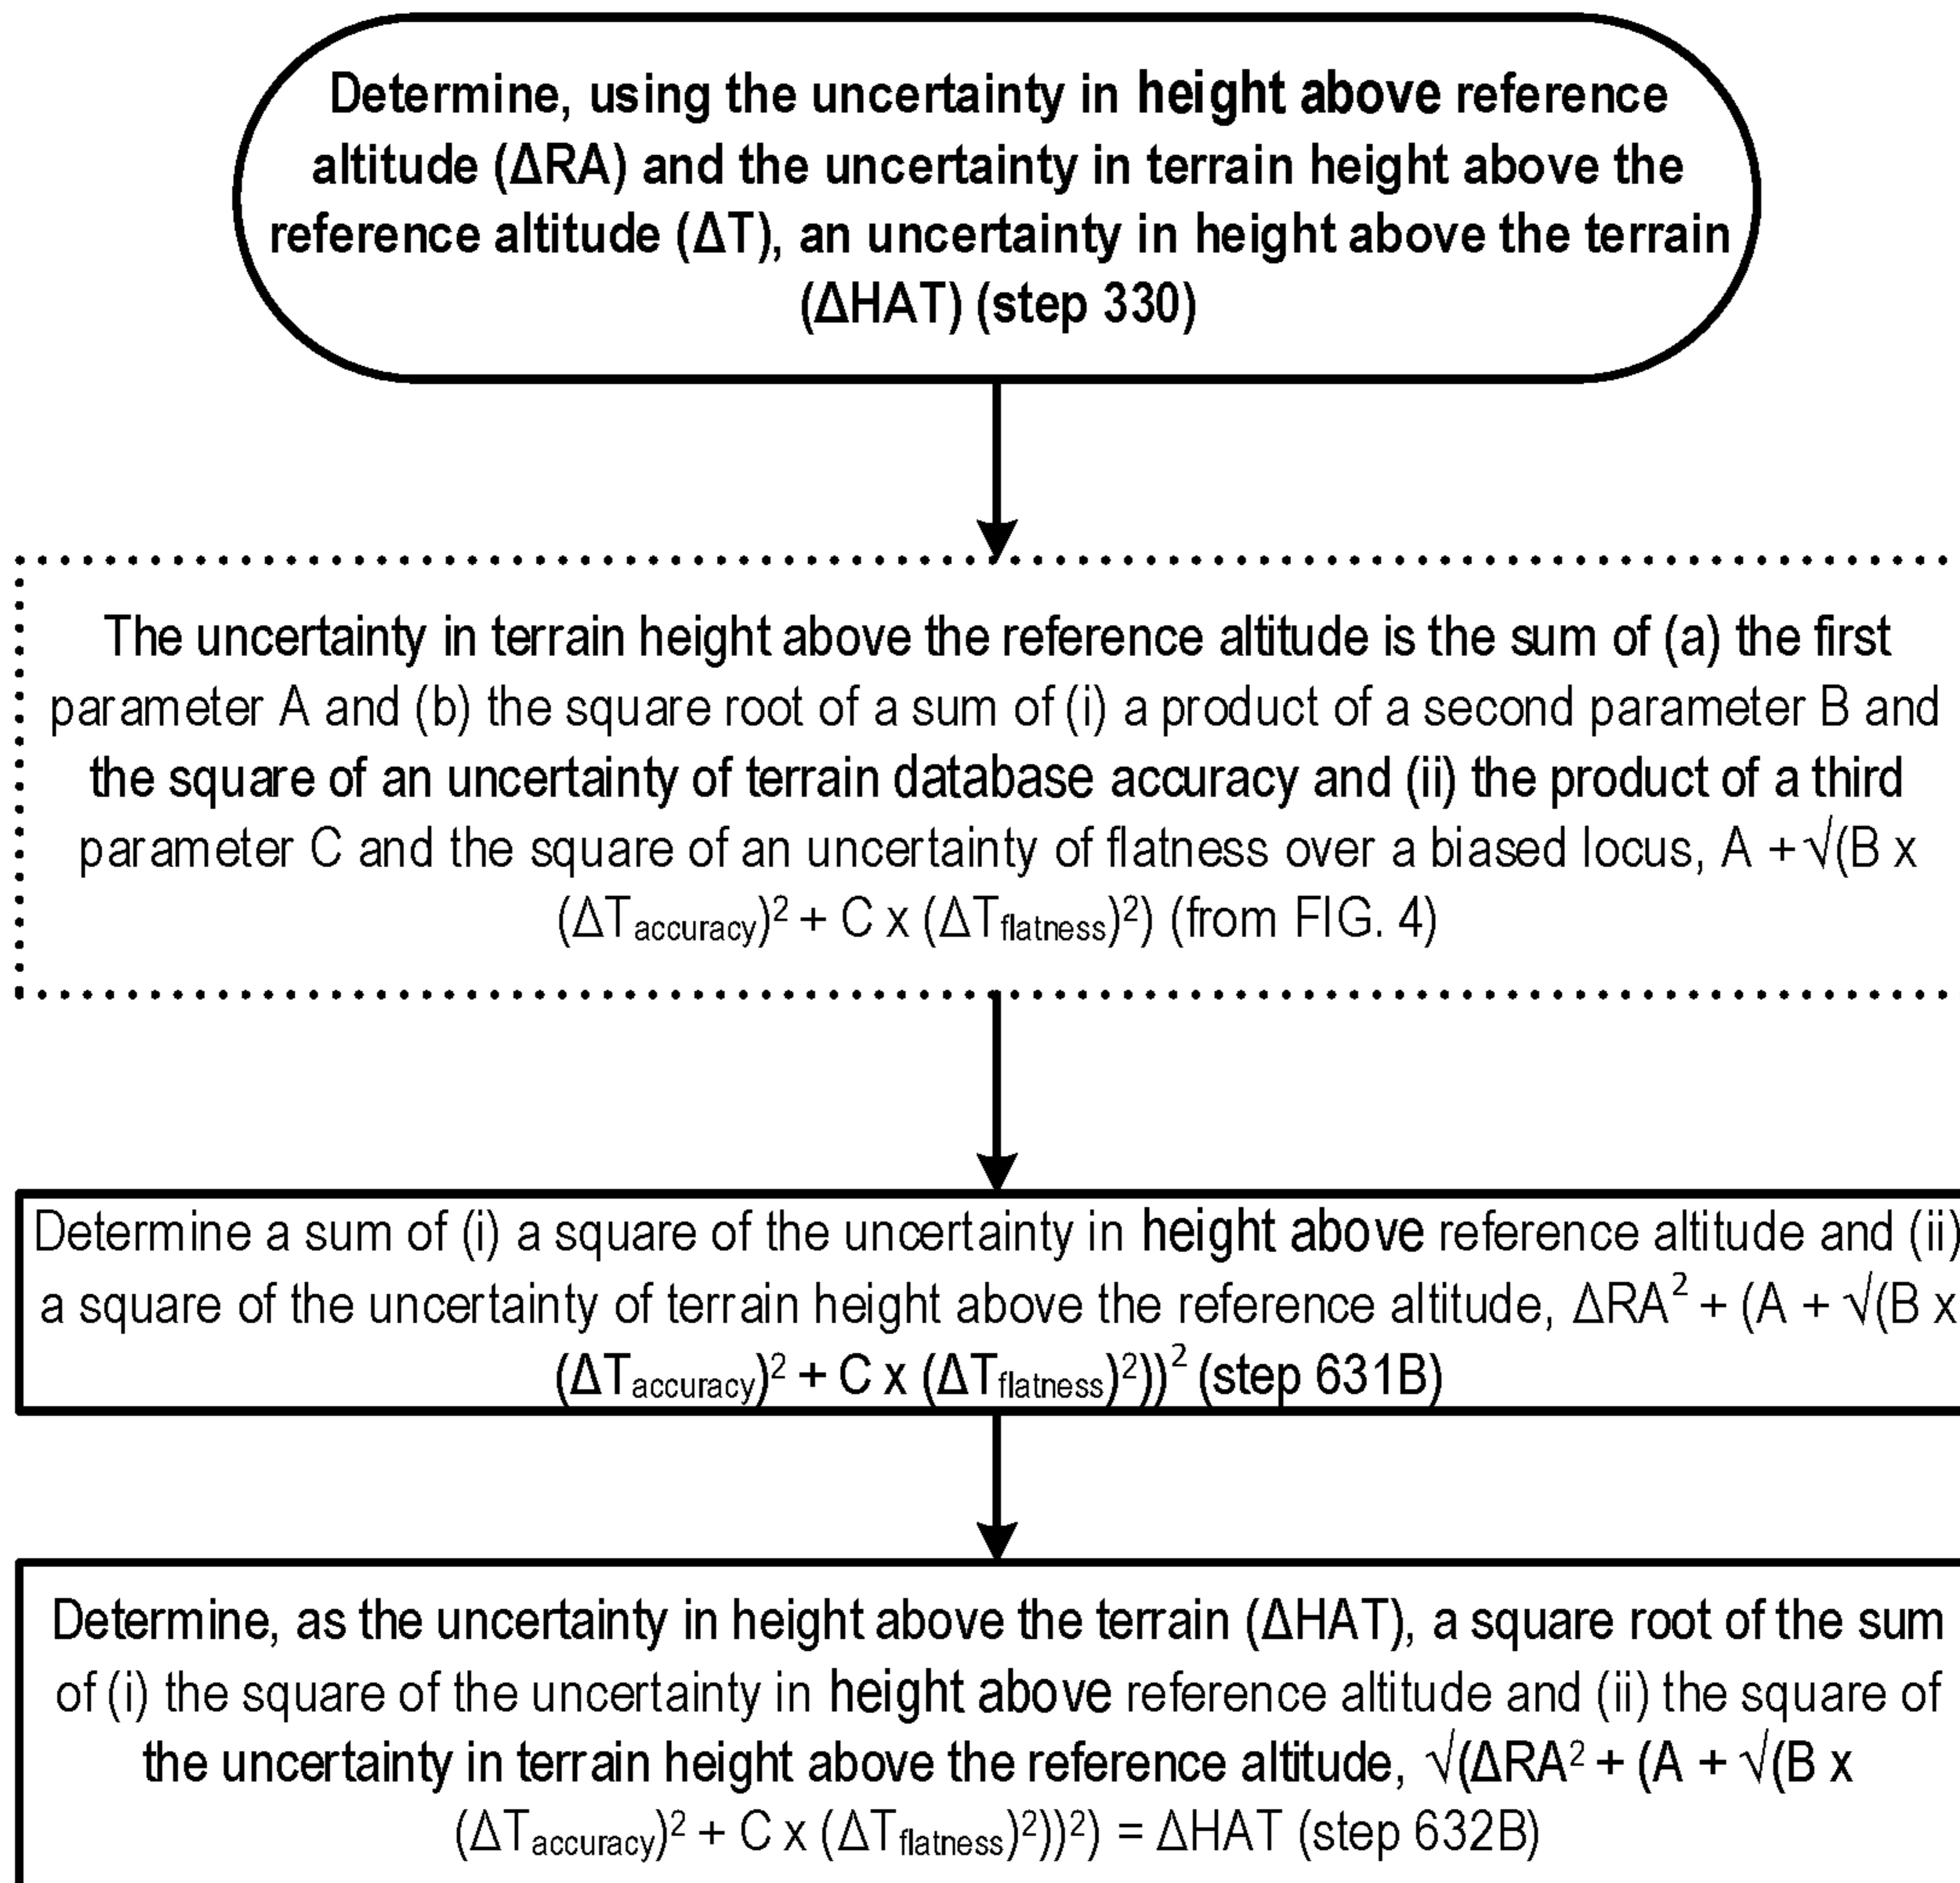 Determine, using the uncertainty in height above reference
altitude (ΔRA) and the uncertainty in terrain height above the
reference altitude (ΔT), an uncertainty in height above the terrain
(ΔHAT) (step 330)
The uncertainty in terrain height above the reference altitude is the sum of (a) the first
parameter A and (b) the square root of a sum of (i) a product of a second parameter B and
the square of an uncertainty of terrain database accuracy and (ii) the product of a third
parameter C and the square of an uncertainty of flatness over a biased locus, A + √(B x
(ΔTaccuracy)² + C x (ΔTflatness)²) (from FIG. 4)
Determine a sum of (i) a square of the uncertainty in height above reference altitude and (ii)
a square of the uncertainty of terrain height above the reference altitude, ΔRA² + (A + √(B x
(ΔTaccuracy)² + C x (ΔTflatness)²))² (step 631B)
Determine, as the uncertainty in height above the terrain (ΔHAT), a square root of the sum
of (i) the square of the uncertainty in height above reference altitude and (ii) the square of
the uncertainty in terrain height above the reference altitude, √(ΔRA² + (A + √(B x
(ΔTaccuracy)² + C x (ΔTflatness)²))²) = ΔHAT (step 632B)